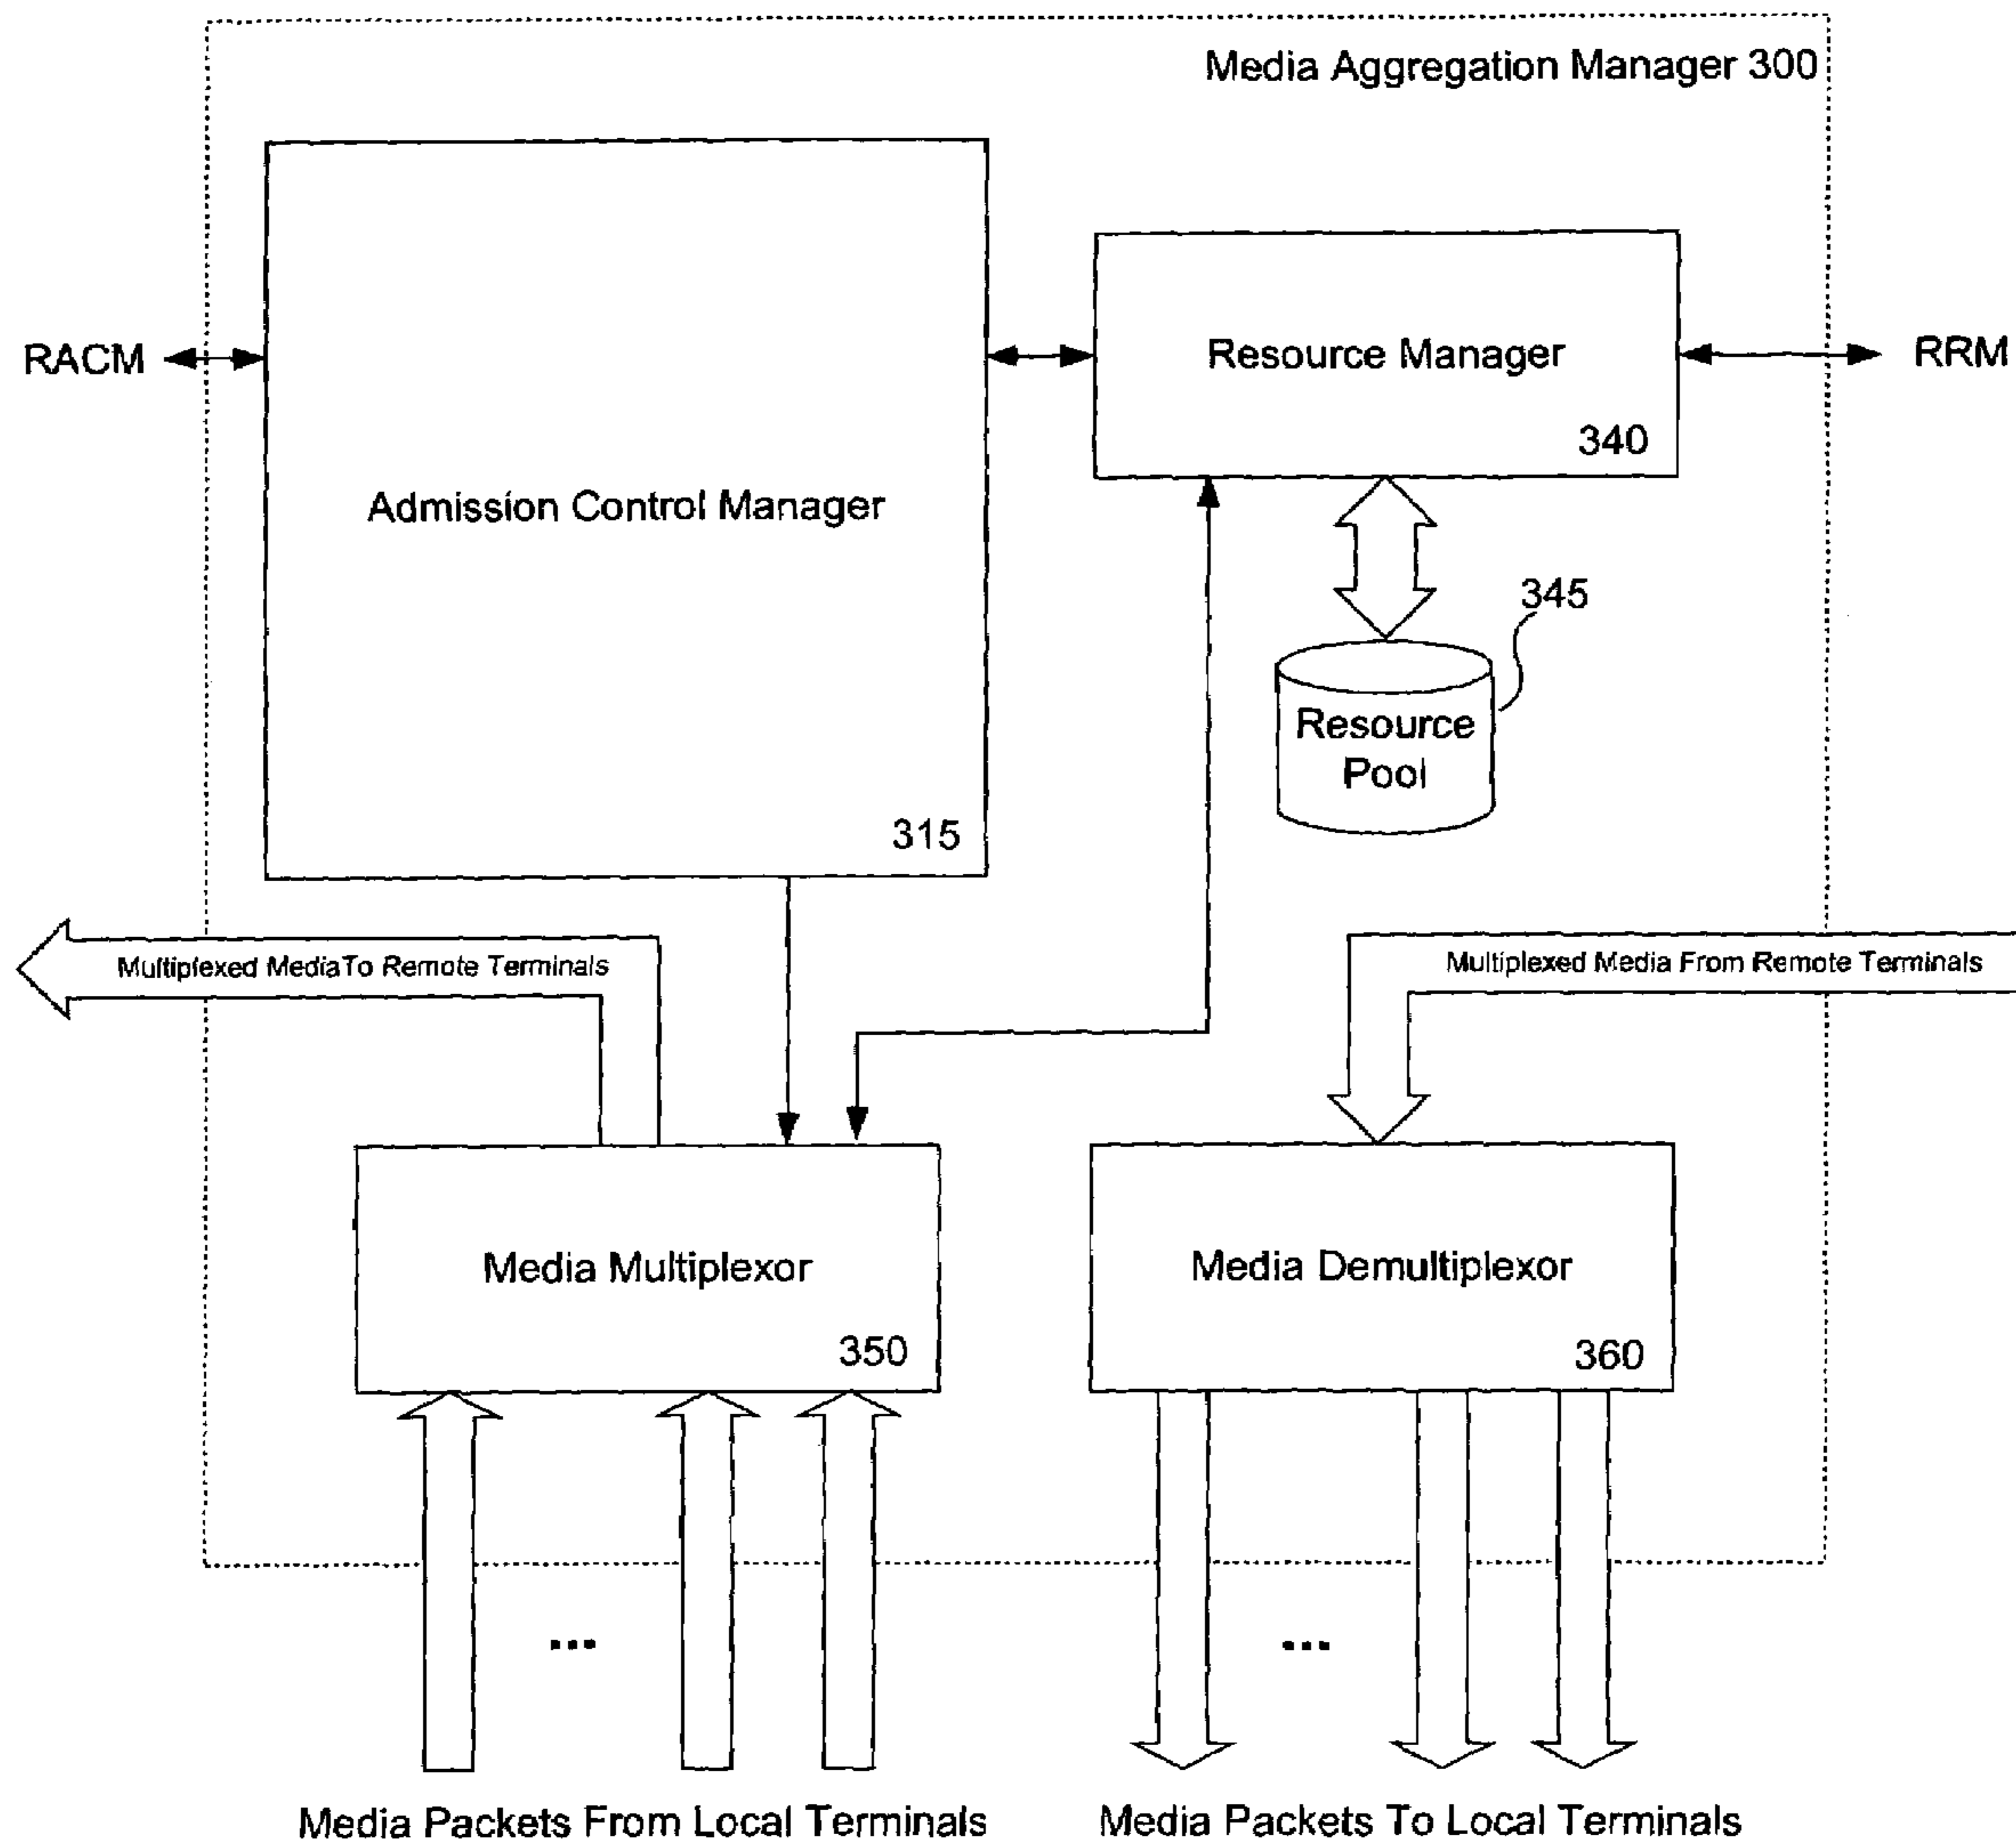 Media Aggregation Manager 300
RACM
Resource Manager
RRM
340
Admission Control Manager
345
Resource
Pool
315
Multiplexed MediaTo Remote Terminals
Multiplexed Media From Remote Terminals
Media Multiplexor
Media Demultiplexor
350
360
...
...
Media Packets From Local Terminals
Media Packets To Local Terminals